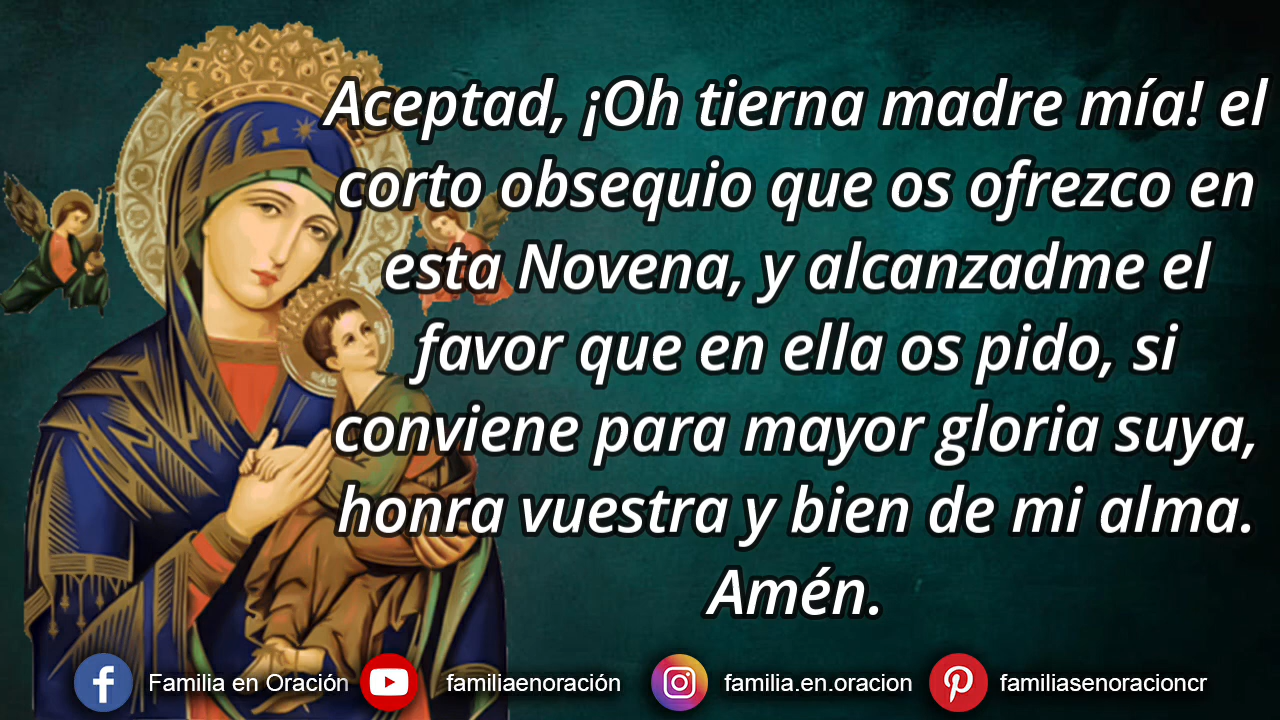 Aceptad, ¡Oh tierna madre mía! el
corto obsequio que os ofrezco en
esta Novena, y alcanzadme el
favor que en ella os pido, si
conviene para mayor gloria suya,
honra vuestra y bien de mi alma.
Amén.
Familia en Oración familiaenoración familia.en.oracion familiasenoracioncr